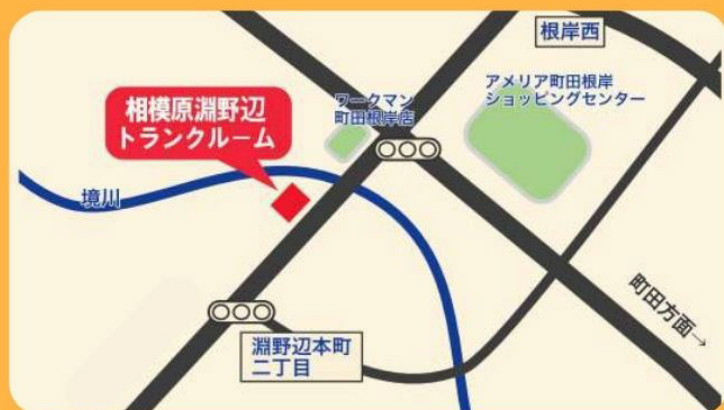 根岸西
アメリア町田根岸
ショッピングセンター
ワークマン
町田根岸店
相模原淵野辺
トランクルーム
境川
町田方面→
淵野辺本町
二丁目